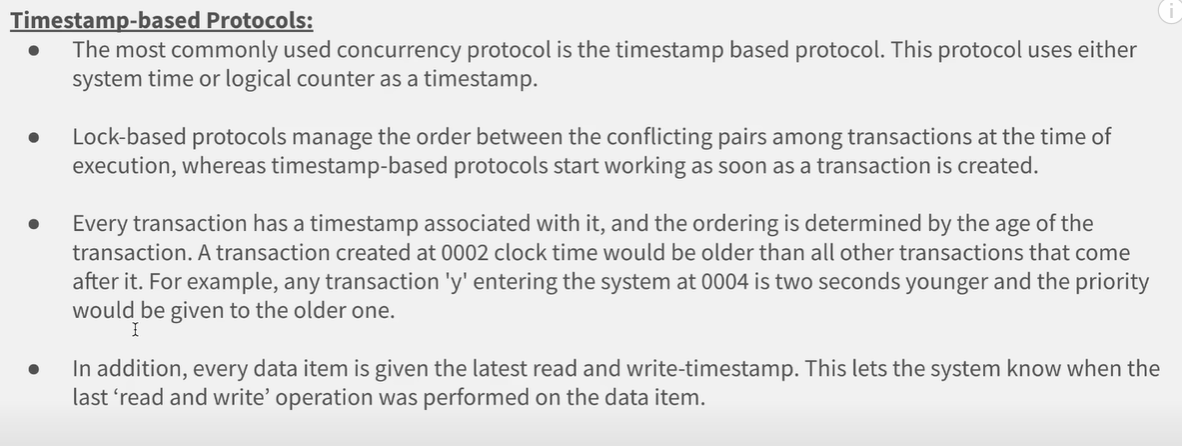 Timestamp-based Protocols:
● The most commonly used concurrency protocol is the timestamp based protocol. This protocol uses either
system time or logical counter as a timestamp.
● Lock-based protocols manage the order between the conflicting pairs among transactions at the time of
execution, whereas timestamp-based protocols start working as soon as a transaction is created.
● Every transaction has a timestamp associated with it, and the ordering is determined by the age of the
transaction. A transaction created at 0002 clock time would be older than all other transactions that come
after it. For example, any transaction 'y' entering the system at 0004 is two seconds younger and the priority
would be given to the older one.
● In addition, every data item is given the latest read and write-timestamp. This lets the system know when the
last ‘read and write’ operation was performed on the data item.